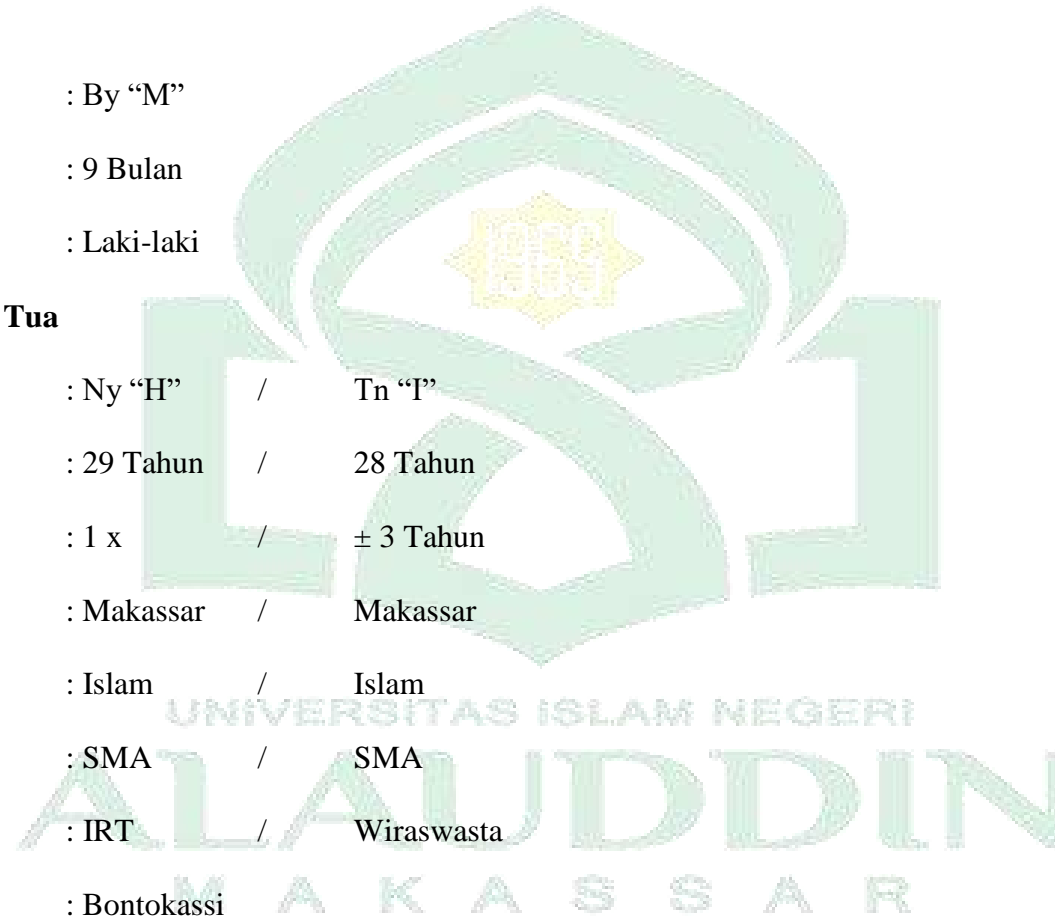 : By “M”
: 9 Bulan
: Laki-laki
Tua
: Ny “H” / Tn “I”
: 29 Tahun / 28 Tahun
: 1 x / ± 3 Tahun
: Makassar / Makassar
: Islam / Islam
UNIVERSITAS ISLAM NEGERI
: SMA / SMA
ALAUDDIN
: IRT / Wiraswasta
MAKASSAR
: Bontokassi